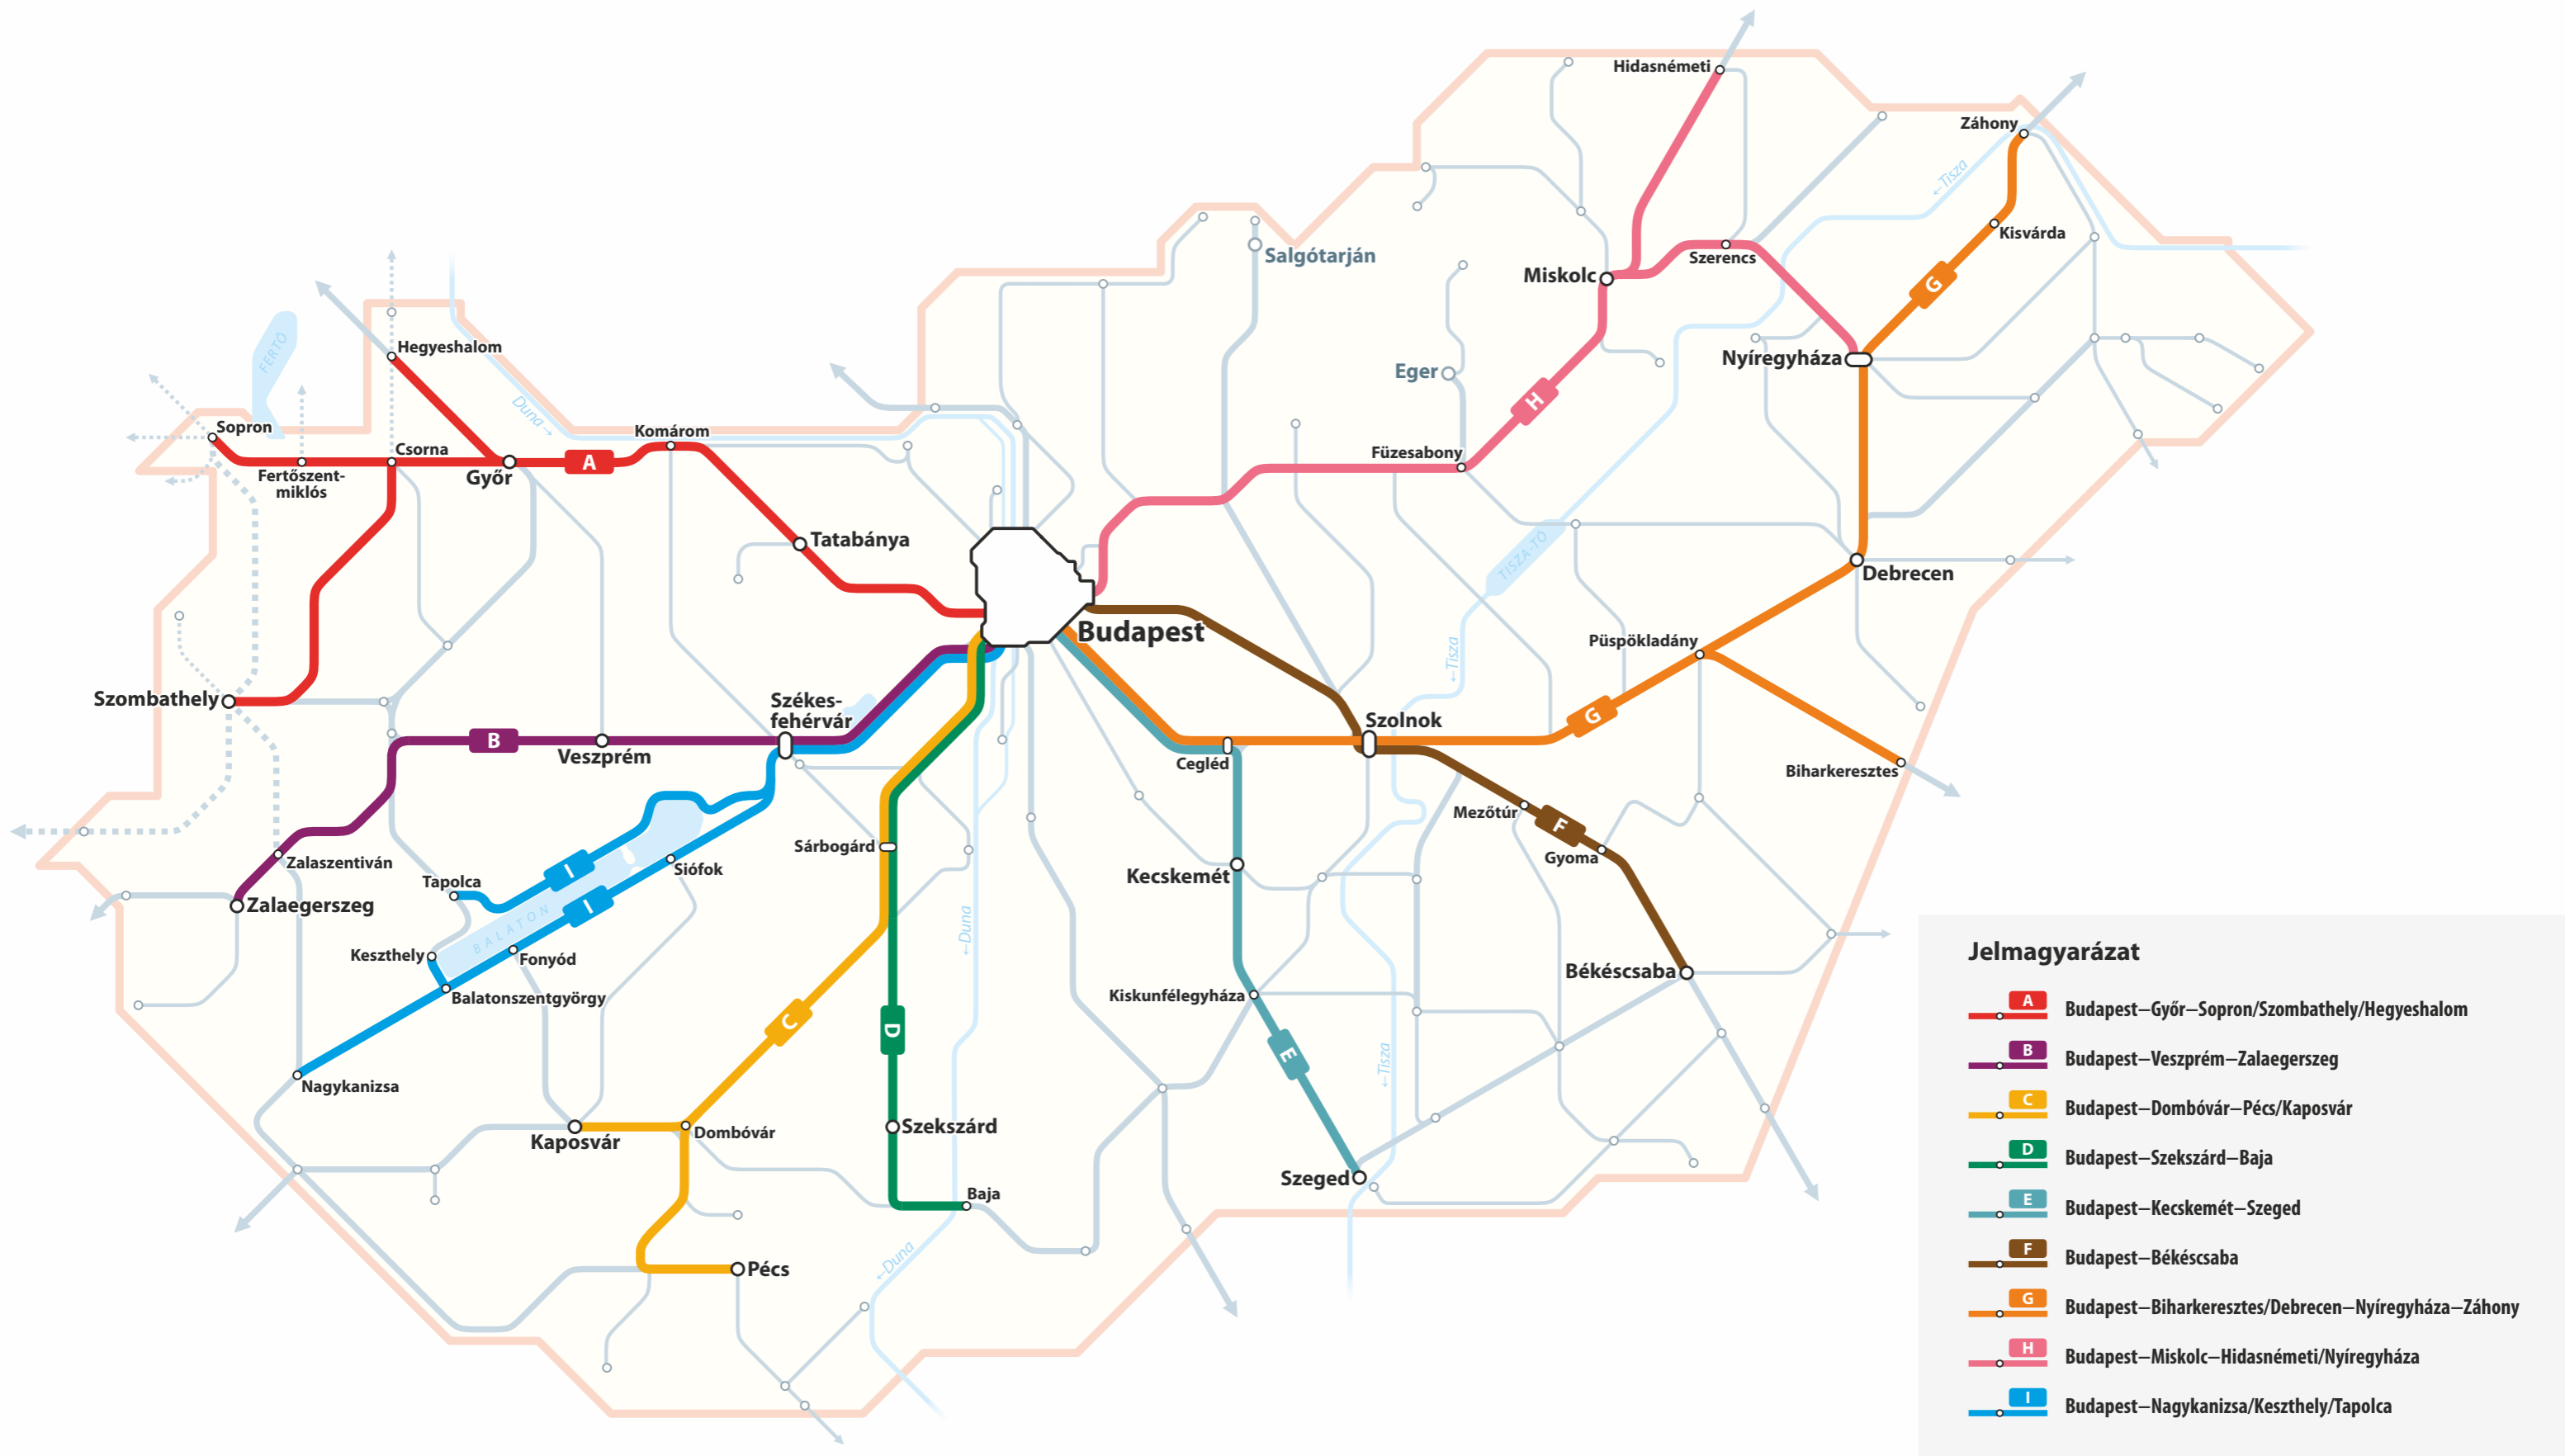 Hidasnémeti
Záhony
←Tisza
Kisvárda
G
Salgótarján
Szerencs
Miskolc
Nyíregyháza
Eger
H
Füzesabony
FERTŐ
Hegyeshalom
Duna→
Sopron
Komárom
Csorna
A
Fertőszent-
miklós
Győr
Tatabánya
TISZA-TÓ
Debrecen
Budapest
←Tisza
Püspökladány
Szombathely
Székes-
fehérvár
Szolnok
G
B
Veszprém
Cegléd
Biharkeresztes
Mezőtúr
F
Gyoma
Sárbogárd
Zalaszentiván
Siófok
I
Tapolca
Kecskemét
Zalaegerszeg
I
BALATON
←Duna
Keszthely
Fonyód
Békéscsaba
Balatonszentgyörgy
Kiskunfélegyháza
C
D
E
←Tisza
Nagykanizsa
Kaposvár
Dombóvár
Szekszárd
Szeged
Baja
←Duna
Pécs
Jelmagyarázat
A Budapest–Győr–Sopron/Szombathely/Hegyeshalom
B Budapest–Veszprém–Zalaegerszeg
C Budapest–Dombóvár–Pécs/Kaposvár
D Budapest–Szekszárd–Baja
E Budapest–Kecskemét–Szeged
F Budapest–Békéscsaba
G Budapest–Biharkeresztes/Debrecen–Nyíregyháza–Záhony
H Budapest–Miskolc–Hidasnémeti/Nyíregyháza
I Budapest–Nagykanizsa/Keszthely/Tapolca